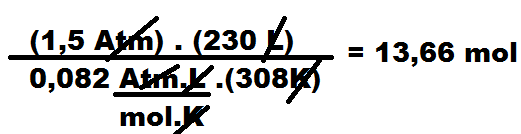 (1,5 Atm) . (230 L)
= 13,66 mol
0,082 Atm.L .(308K)
mol.K